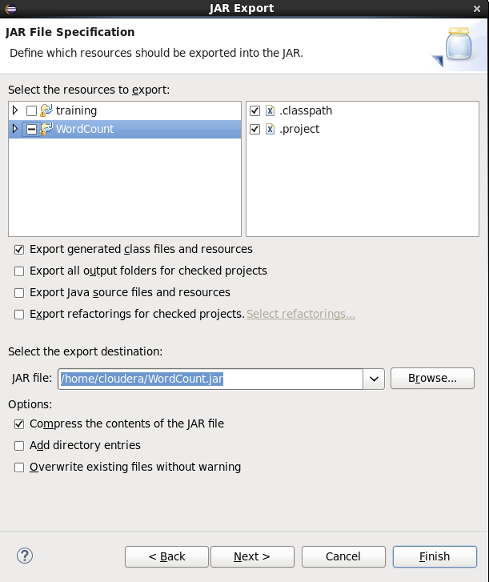 JAR Export
JAR File Specification
Define which resources should be exported into the JAR.
Select the resources to export:
training
WordCount
.classpath
.project
Export generated class files and resources
Export all output folders for checked projects
Export Java source files and resources
Export refactorings for checked projects. Select refactorings...
Select the export destination:
JAR file: /home/cloudera/WordCount.jar Browse...
Options:
Compress the contents of the JAR file
Add directory entries
Overwrite existing files without warning
? < Back Next > Cancel Finish